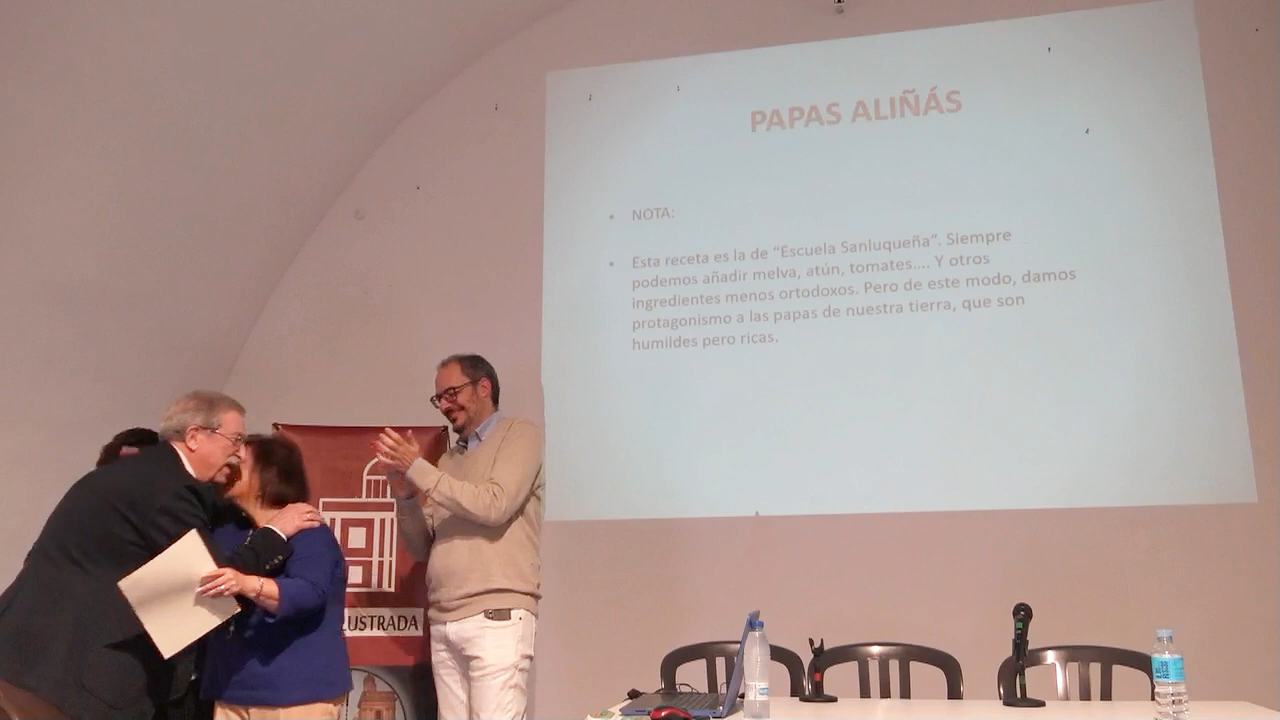 PAPAS ALIÑÁS
• NOTA:
• Esta receta es la de “Escuela Sanluqueña”. Siempre
podemos añadir melva, atún, tomates.... Y otros
ingredientes menos ortodoxos. Pero de este modo, damos
protagonismo a las papas de nuestra tierra, que son
humildes pero ricas.
LUSTRADA